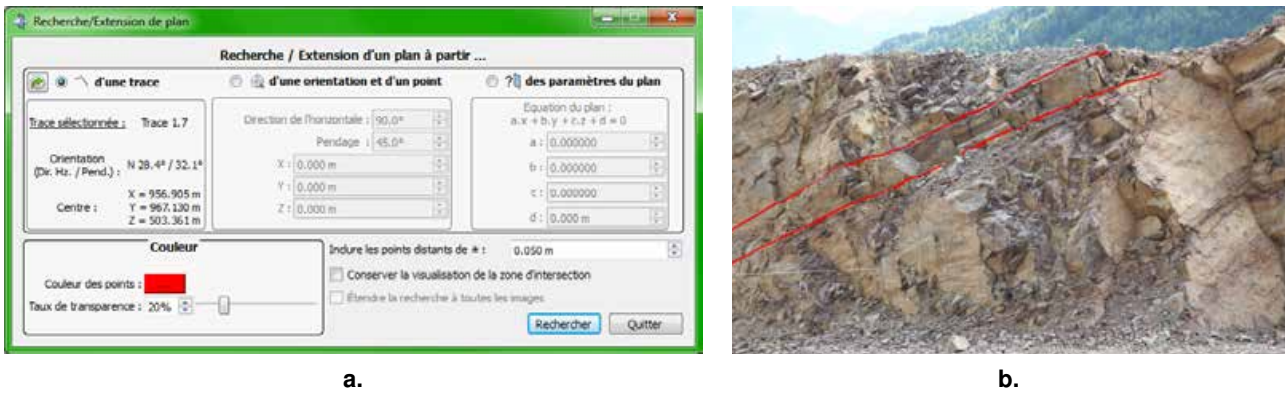 Recherche/Extension de plan
Recherche / Extension d'un plan à partir ...
d'une trace
d'une orientation et d'un point
des paramètres du plan
Trace sélectionnée : Trace 1.7
Orientation
(Dir. Hz. / Pend.) : N 28.4° / 32.1°
Centre :
X = 956.905 m
Y = 967.130 m
Z = 503.361 m
Direction de l'horizontale : 90.0°
Pendage : 45.0°
X : 0.000 m
Y : 0.000 m
Z : 0.000 m
Equation du plan :
a.x + b.y + c.z + d = 0
a : 0.000000
b : 0.000000
c : 0.000000
d : 0.000 m
Couleur
Couleur des points :
Taux de transparence : 20%
Inclure les points distants de ± : 0.050 m
Conserver la visualisation de la zone d'intersection
Étendre la recherche à toutes les images
Rechercher Quitter
a. b.